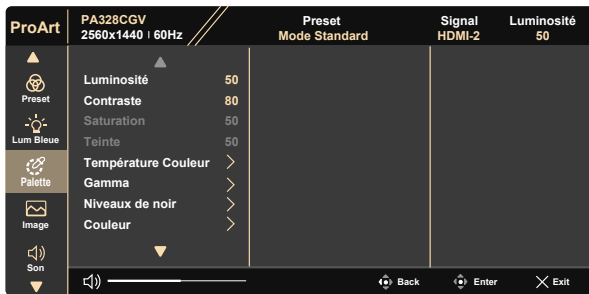 ProArt
PA328CGV
2560x1440 | 60Hz
Preset
Mode Standard
Signal
HDMI-2
Luminosité
50
Preset
Lum Bleue
Palette
Image
Son
Luminosité 50
Contraste 80
Saturation 50
Teinte 50
Température Couleur >
Gamma >
Niveaux de noir >
Couleur >
Back
Enter
Exit